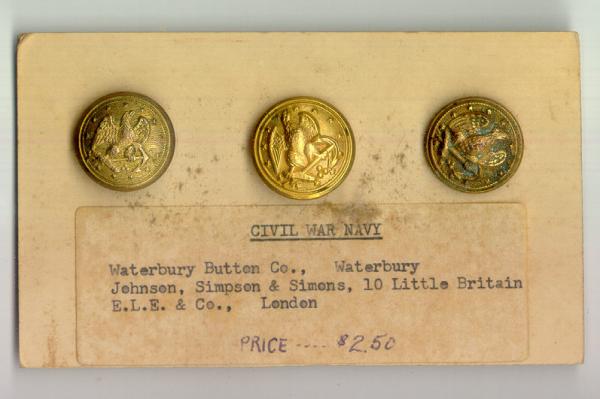 CIVIL WAR NAVY
Waterbury Button Co., Waterbury
Johnson, Simpson & Simons, 10 Little Britain
E.L.E. & Co., London
PRICE .... $2.50